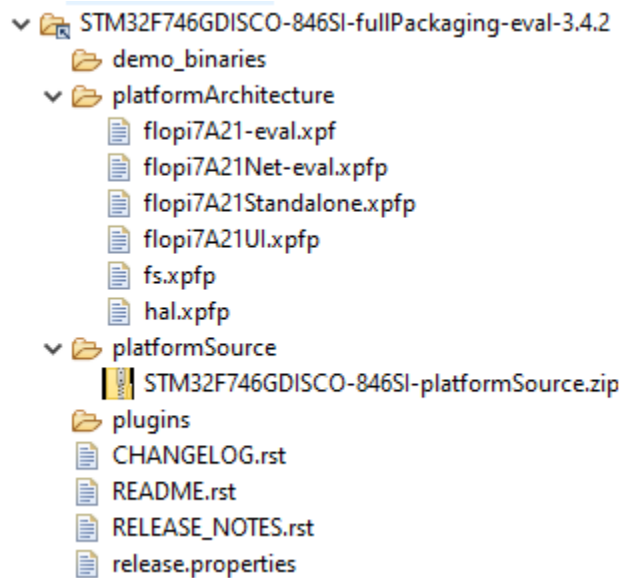 STM32F746GDISCO-846SI-fullPackaging-eval-3.4.2
demo_binaries
platformArchitecture
flopi7A21-eval.xpf
flopi7A21Net-eval.xpfp
flopi7A21Standalone.xpfp
flopi7A21UI.xpfp
fs.xpfp
hal.xpfp
platformSource
STM32F746GDISCO-846SI-platformSource.zip
plugins
CHANGELOG.rst
README.rst
RELEASE_NOTES.rst
release.properties